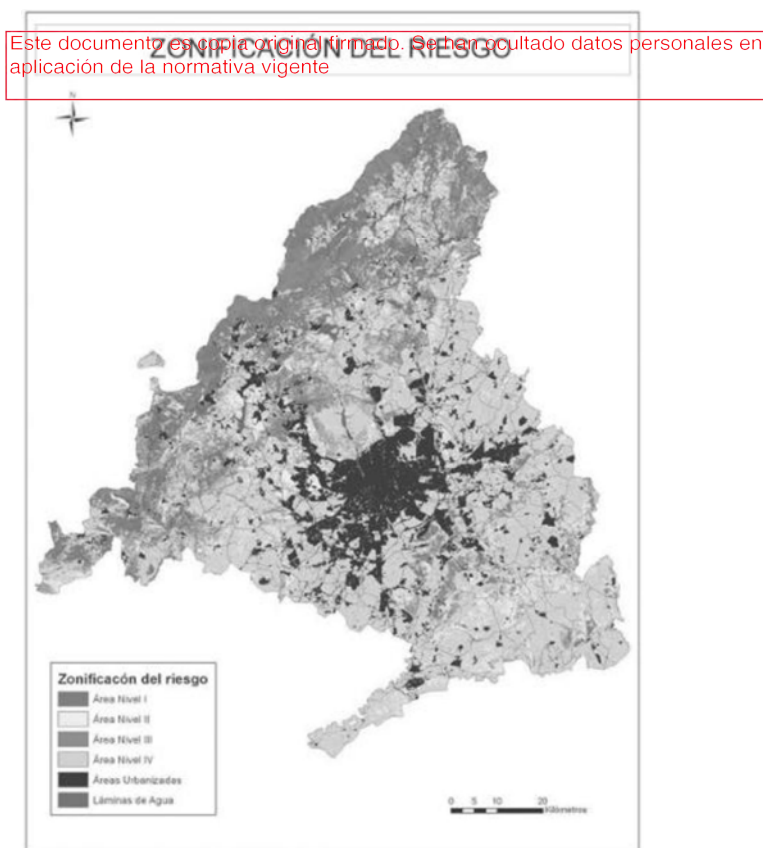 Este documento es copia original firmado. Se han ocultado datos personales en
aplicación de la normativa vigente
ZONIFICACIÓN DEL RIESGO
N
Zonificacón del riesgo
Área Nivel I
Área Nivel II
Área Nivel III
Área Nivel IV
Áreas Urbanizadas
Láminas de Agua
0 5 10 20
Kilómetros